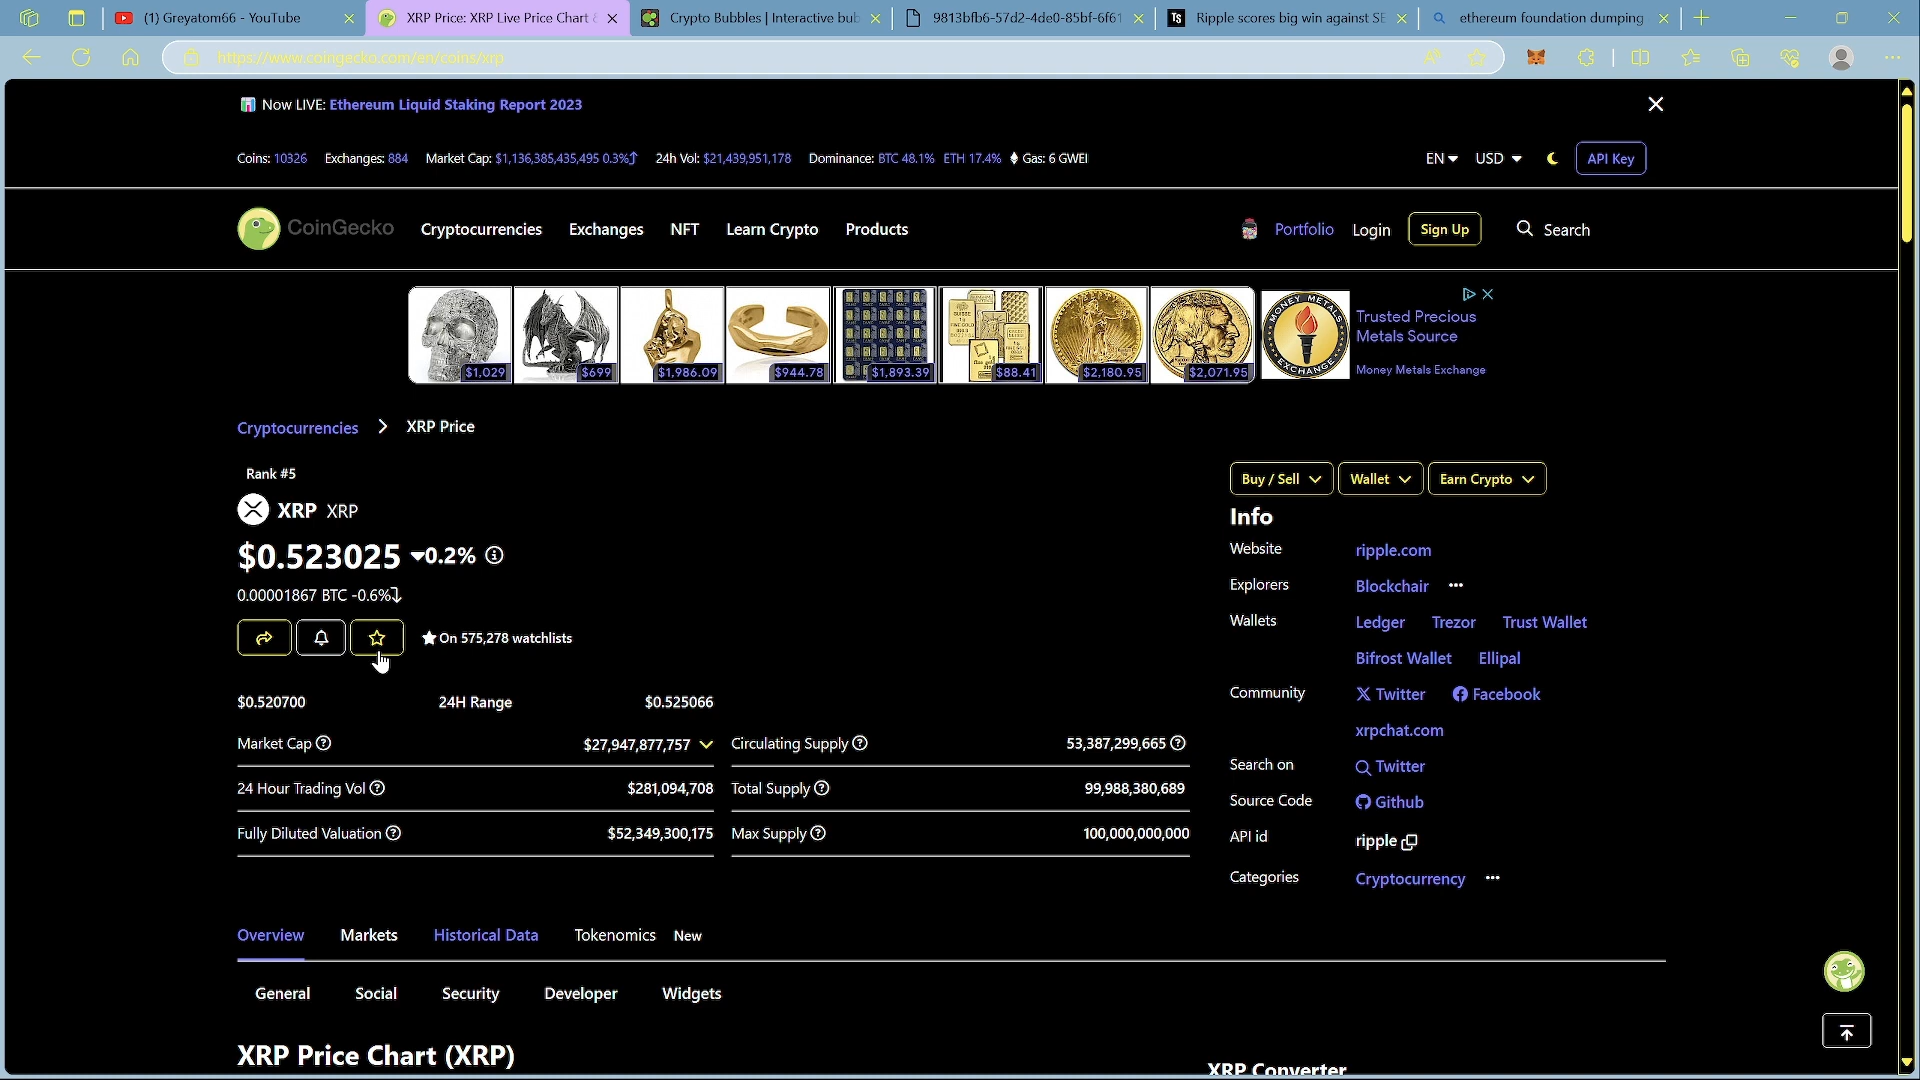 (1) Greyatom66 - YouTube
XRP Price: XRP Live Price Chart
Crypto Bubbles | Interactive bub
9813bfb6-57d2-4de0-85bf-6f61
TS
Ripple scores big win against SE
ethereum foundation dumping
https://www.coingecko.com/en/coins/xrp
Now LIVE: Ethereum Liquid Staking Report 2023
Coins: 10326 Exchanges: 884 Market Cap: $1,136,385,435,495 0.3% 24h Vol: $21,439,951,178 Dominance: BTC 48.1% ETH 17.4% Gas: 6 GWEI
EN USD API Key
CoinGecko Cryptocurrencies Exchanges NFT Learn Crypto Products
Portfolio Login Sign Up Search
$1,029 $699 $1,986.09 $944.78 $1,893.39 $88.41 $2,180.95 $2,071.95
MONEY METALS EXCHANGE
Trusted Precious
Metals Source
Money Metals Exchange
Cryptocurrencies XRP Price
Rank #5
XRP XRP
$0.523025 0.2%
0.00001867 BTC -0.6%
On 575,278 watchlists
$0.520700 24H Range $0.525066
Market Cap $27,947,877,757
Circulating Supply 53,387,299,665
24 Hour Trading Vol $281,094,708
Total Supply 99,988,380,689
Fully Diluted Valuation $52,349,300,175
Max Supply 100,000,000,000
Buy / Sell Wallet Earn Crypto
Info
Website ripple.com
Explorers Blockchair •••
Wallets Ledger Trezor Trust Wallet
Bifrost Wallet Ellipal
Community Twitter Facebook
xrpchat.com
Search on Twitter
Source Code Github
API id ripple
Categories Cryptocurrency •••
Overview Markets Historical Data Tokenomics New
General Social Security Developer Widgets
XRP Price Chart (XRP)
XRP Converter